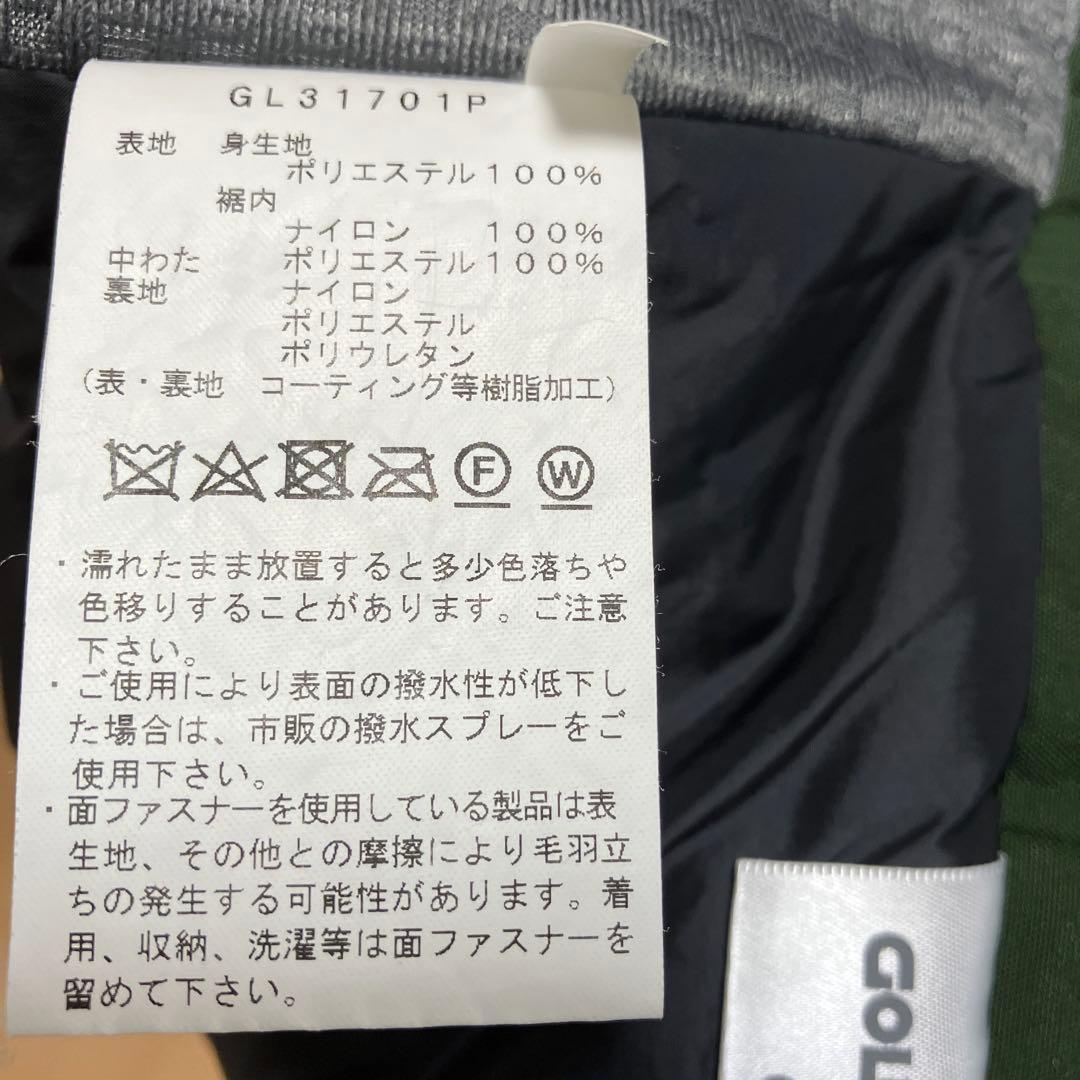 GL31701P
表地 身生地
ポリエステル100%
裾内
ナイロン 100%
中わた ポリエステル100%
裏地 ナイロン
ポリエステル
ポリウレタン
(表・裏地 コーティング等樹脂加工)
F W
・濡れたまま放置すると多少色落ちや
色移りすることがあります。ご注意
下さい。
・ご使用により表面の撥水性が低下し
た場合は、市販の撥水スプレーをご
使用下さい。
・面ファスナーを使用している製品は表
生地、その他との摩擦により毛羽立
ちの発生する可能性があります。着
用、収納、洗濯等は面ファスナーを
留めて下さい。
GOL